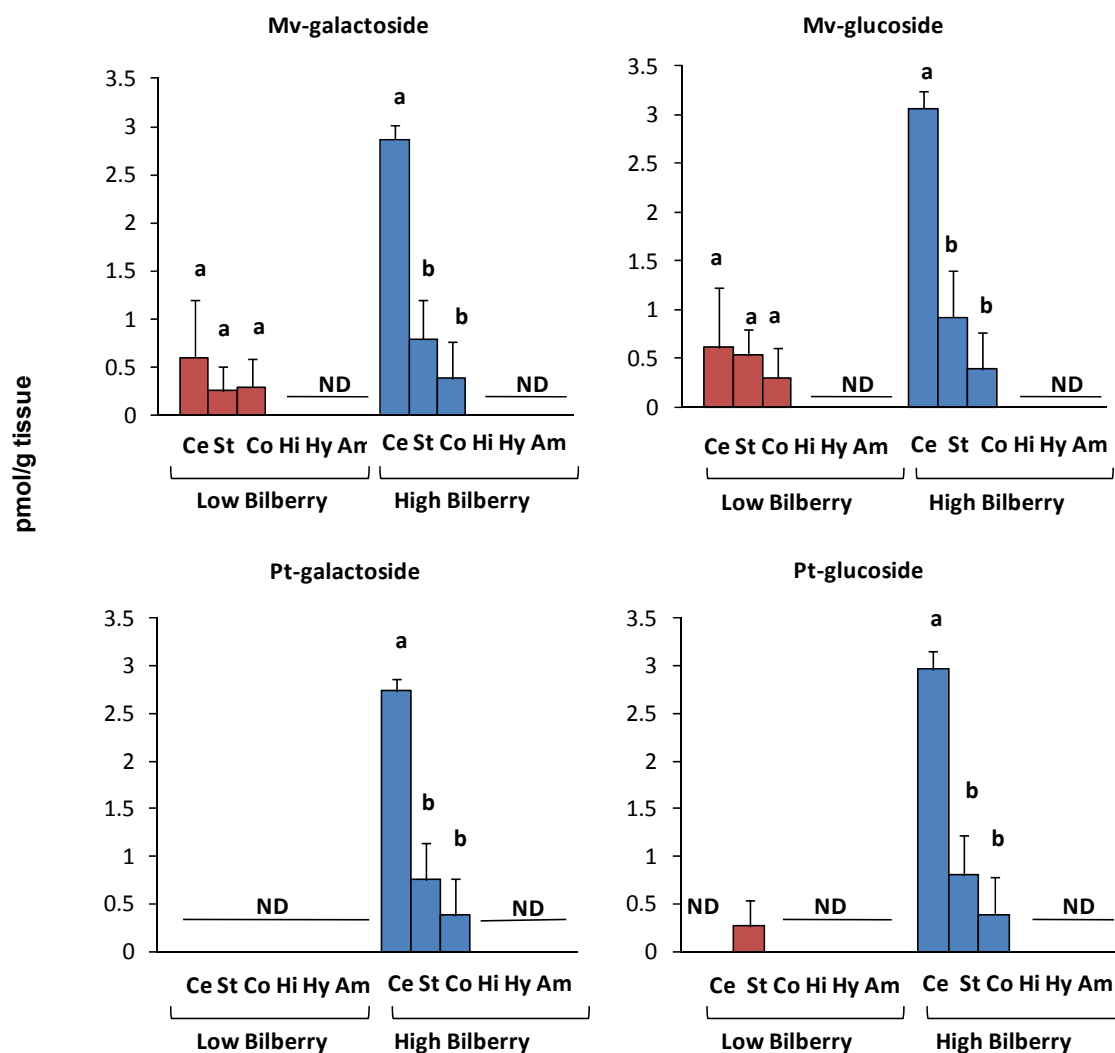 Mv-galactoside
3.5
3
2.5
2
1.5
1
0.5
0
a
a
a
ND
a
b
b
ND
Ce St Co Hi Hy Am
Ce St Co Hi Hy Am
Low Bilberry
High Bilberry
Mv-glucoside
3.5
3
2.5
2
1.5
1
0.5
0
a
a
a
ND
a
b
b
ND
Ce St Co Hi Hy Am
Ce St Co Hi Hy Am
Low Bilberry
High Bilberry
pmol/g tissue
Pt-galactoside
3.5
3
2.5
2
1.5
1
0.5
0
ND
a
b
b
ND
Ce St Co Hi Hy Am
Ce St Co Hi Hy Am
Low Bilberry
High Bilberry
Pt-glucoside
3.5
3
2.5
2
1.5
1
0.5
0
ND
ND
a
b
b
ND
Ce St Co Hi Hy Am
Ce St Co Hi Hy Am
Low Bilberry
High Bilberry